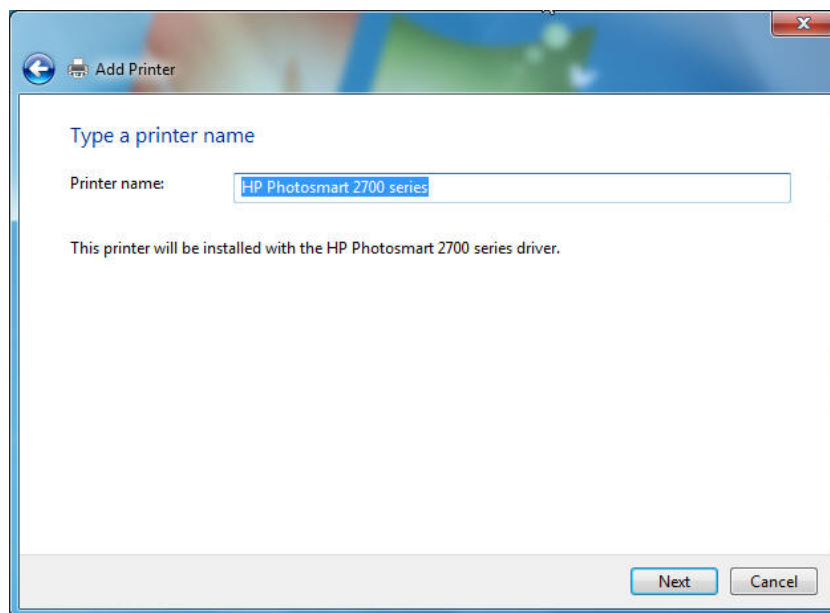 Add Printer
Type a printer name
Printer name: HP Photosmart 2700 series
This printer will be installed with the HP Photosmart 2700 series driver.
Next Cancel